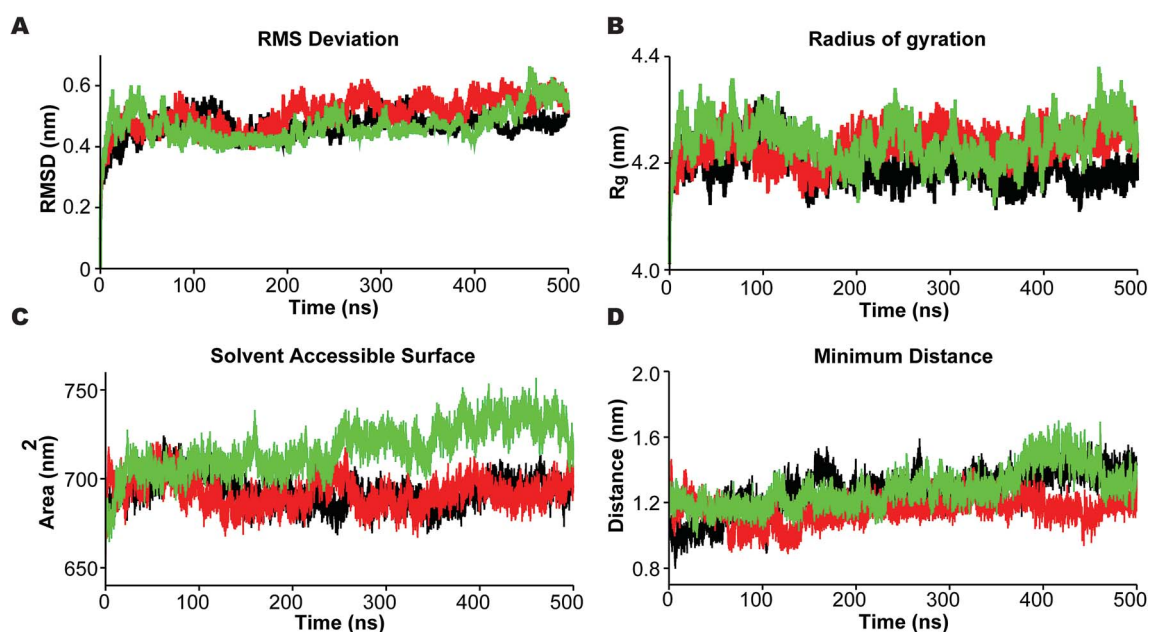 A
RMS Deviation
RMSD (nm)
0.6
0.4
0.2
0
0 100 200 300 400 500
Time (ns)
B
Radius of gyration
Rg (nm)
4.4
4.2
4.0
0 100 200 300 400 500
Time (ns)
C
Solvent Accessible Surface
Area (nm)
2
750
700
650
0 100 200 300 400 500
Time (ns)
D
Minimum Distance
Distance (nm)
2.0
1.6
1.2
0.8
0 100 200 300 400 500
Time (ns)